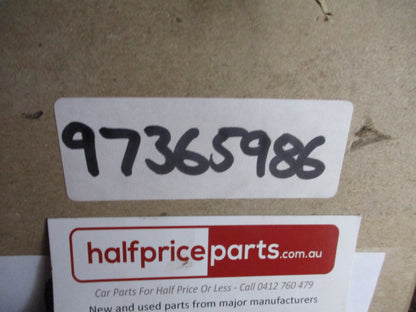 97365986
halfpriceparts.com.au
Car Parts For Half Price Or Less - Call 0412 760 479
New and used parts from major manufacturers